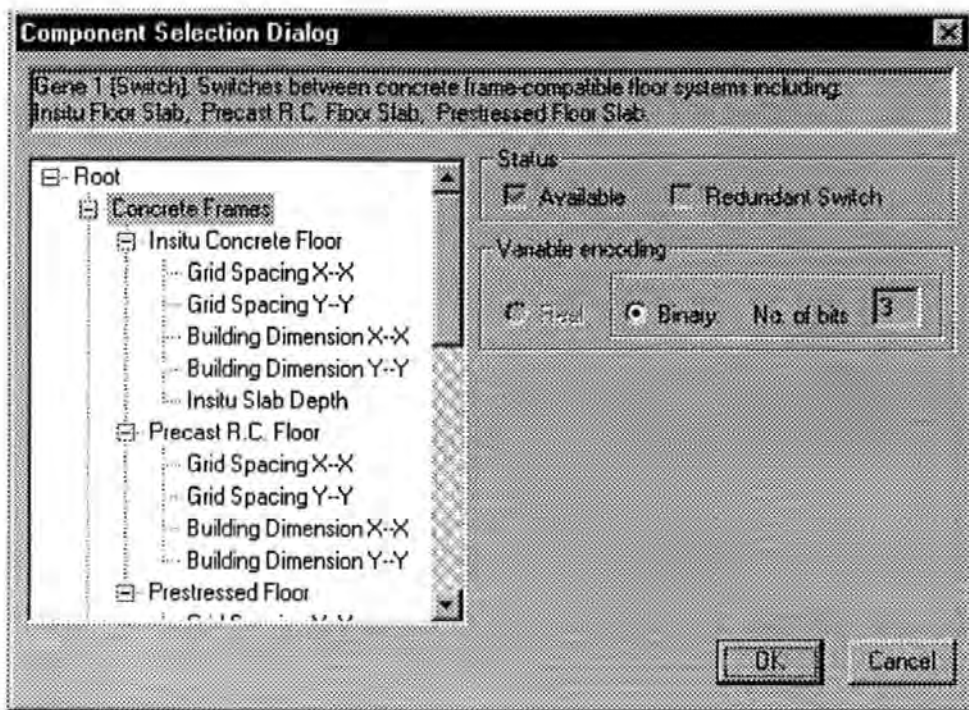 Component Selection Dialog
Gene 1 [Switch]. Switches between concrete frame-compatible floor systems including:
Insitu Floor Slab, Precast R.C. Floor Slab, Prestressed Floor Slab.
Root
Concrete Frames
Insitu Concrete Floor
Grid Spacing X--X
Grid Spacing Y--Y
Building Dimension X--X
Building Dimension Y--Y
Insitu Slab Depth
Precast R.C. Floor
Grid Spacing X--X
Grid Spacing Y--Y
Building Dimension X--X
Building Dimension Y--Y
Prestressed Floor
Status
Available Redundant Switch
Variable encoding
Real Binary No. of bits 3
OK Cancel